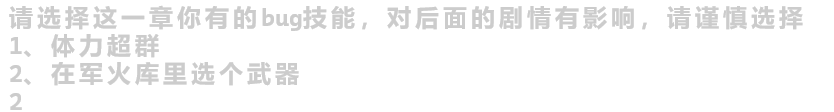 请选择这一章你有的bug技能，对后面的剧情有影响，请谨慎选择
1、体力超群
2、在军火库里选个武器
2